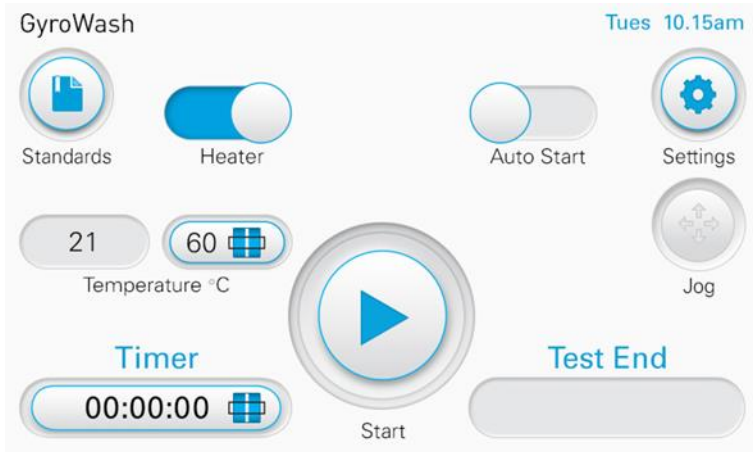 GyroWash
Tues 10.15am
Standards
Heater
Auto Start
Settings
21
60
Temperature °C
Jog
Timer
Test End
00:00:00
Start